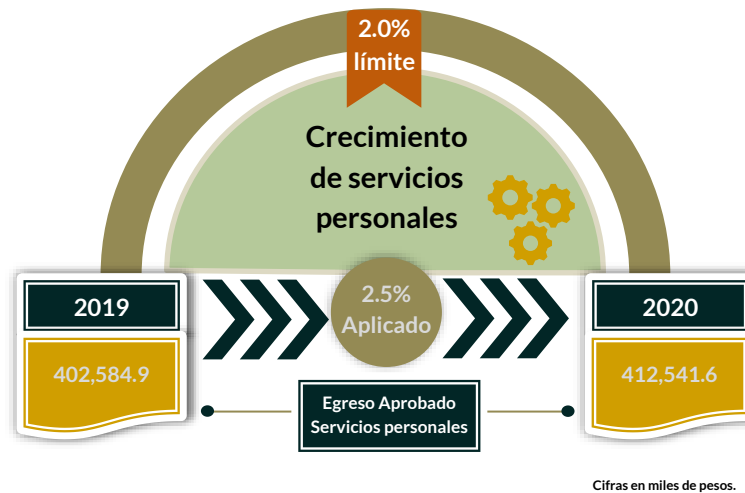 2.0%
límite
Crecimiento
de servicios
personales
2019
402,584.9
2.5%
Aplicado
2020
412,541.6
Egreso Aprobado
Servicios personales
Cifras en miles de pesos.